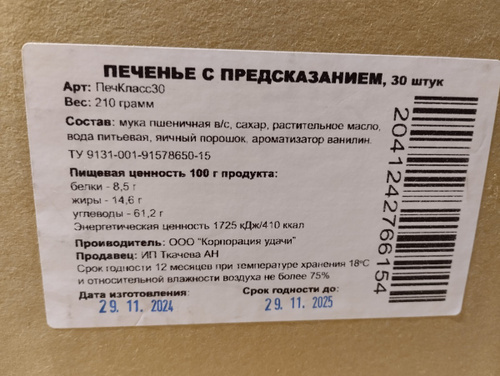 ПЕЧЕНЬЕ С ПРЕДСКАЗАНИЕМ, 30 штук
Арт: ПечКласс30
Вес: 210 грамм
Состав: мука пшеничная в/с, сахар, растительное масло,
вода питьевая, яичный порошок, ароматизатор ванилин.
ТУ 9131-001-91578650-15
Пищевая ценность 100 г продукта:
белки - 8,5 г
жиры - 14,6 г
углеводы - 61,2 г
Энергетическая ценность 1725 кДж/410 ккал
Производитель: ООО "Корпорация удачи"
Продавец: ИП Ткачева АН
Срок годности 12 месяцев при температуре хранения 18°С
и относительной влажности воздуха не более 75%
Дата изготовления: Срок годности до:
29. 11. 2024 29. 11. 2025
2041242766154